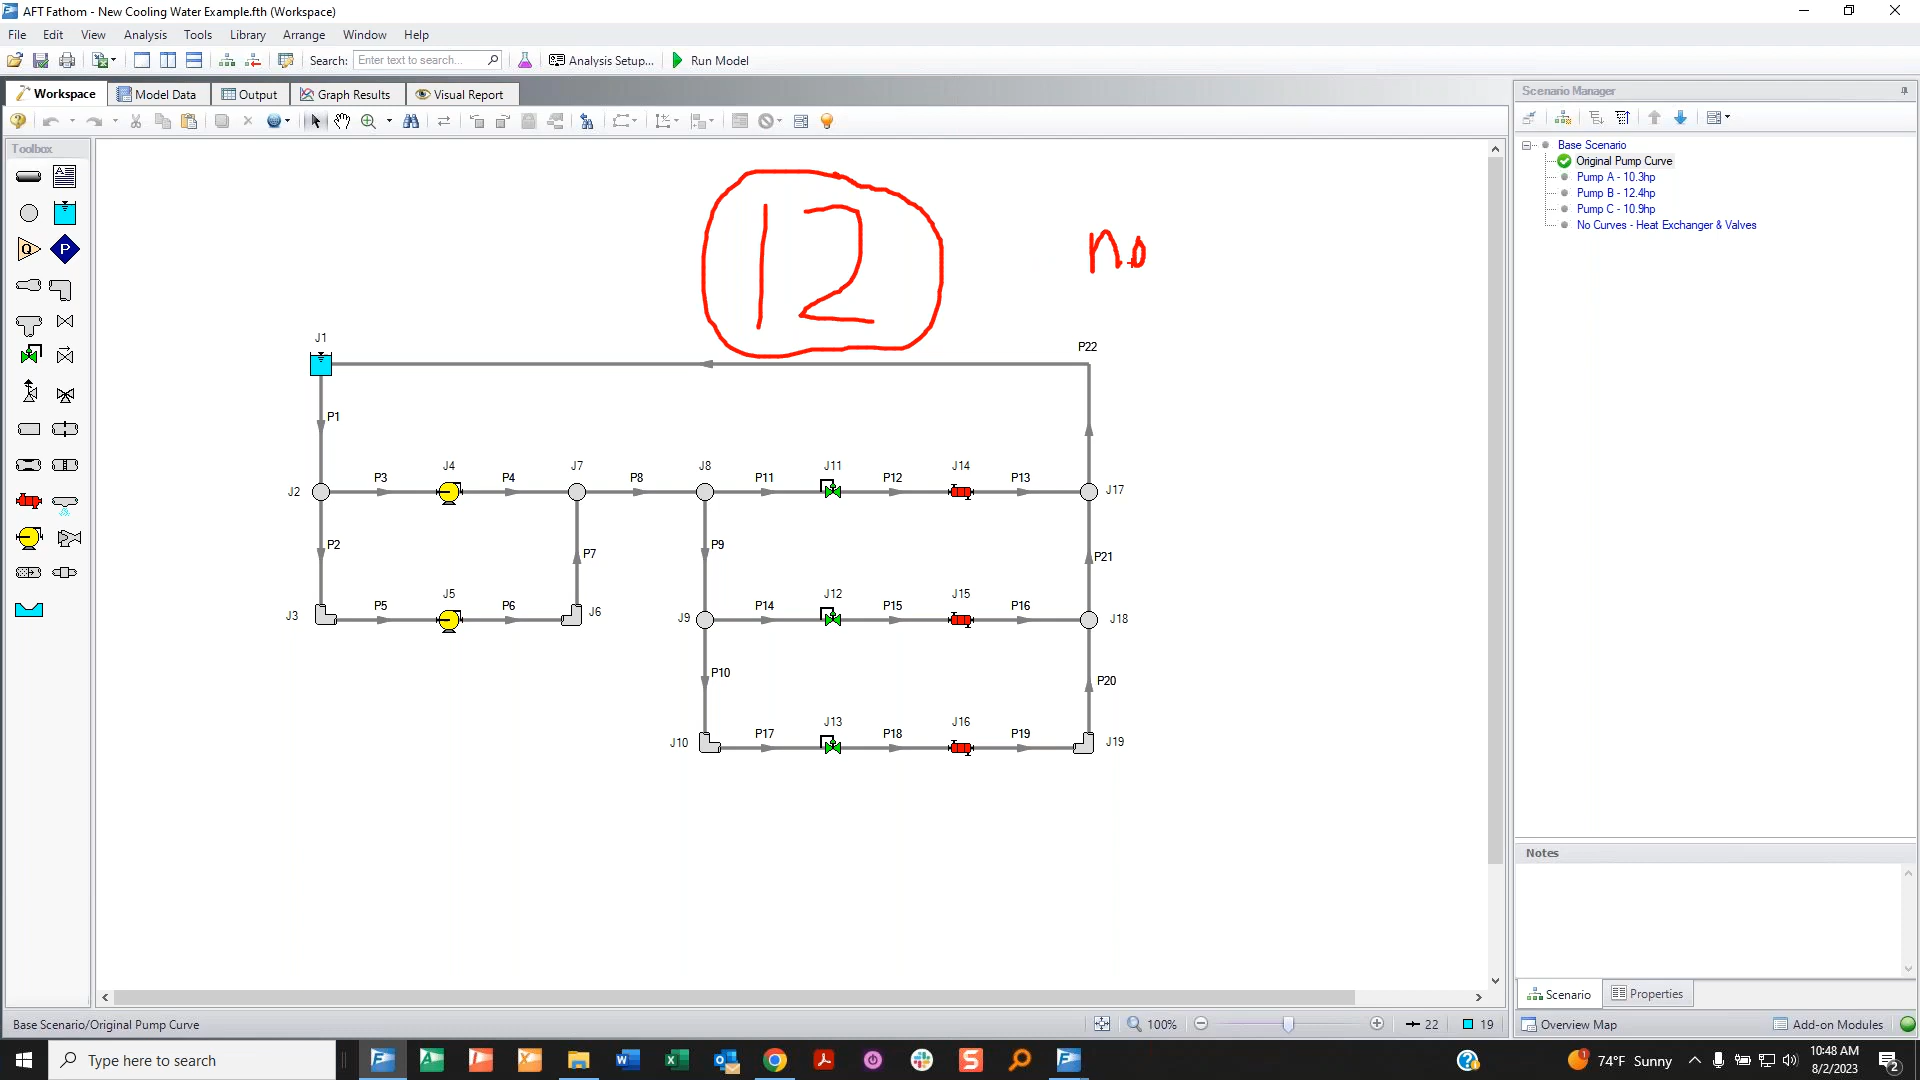 AFT Fathom - New Cooling Water Example.fth (Workspace)
File Edit View Analysis Tools Library Arrange Window Help
Search: Enter text to search... Analysis Setup... Run Model
Workspace Model Data Output Graph Results Visual Report
Toolbox
12
no
J1
P22
P1
J4 J7 J8 J11 J14
P3 P4 P8 P11 P12 P13
J2 J17
P2 P7 P9 P21
J5 J12 J15
P5 P6 P14 P15 P16
J3 J6 J9 J18
P10 P20
J13 J16
P17 P18 P19
J10 J19
Scenario Manager
Base Scenario
Original Pump Curve
Pump A - 10.3hp
Pump B - 12.4hp
Pump C - 10.9hp
No Curves - Heat Exchanger & Valves
Notes
Scenario Properties
Base Scenario/Original Pump Curve 100% 22 19 Overview Map Add-on Modules
Type here to search 74°F Sunny 10:48 AM
8/2/2023